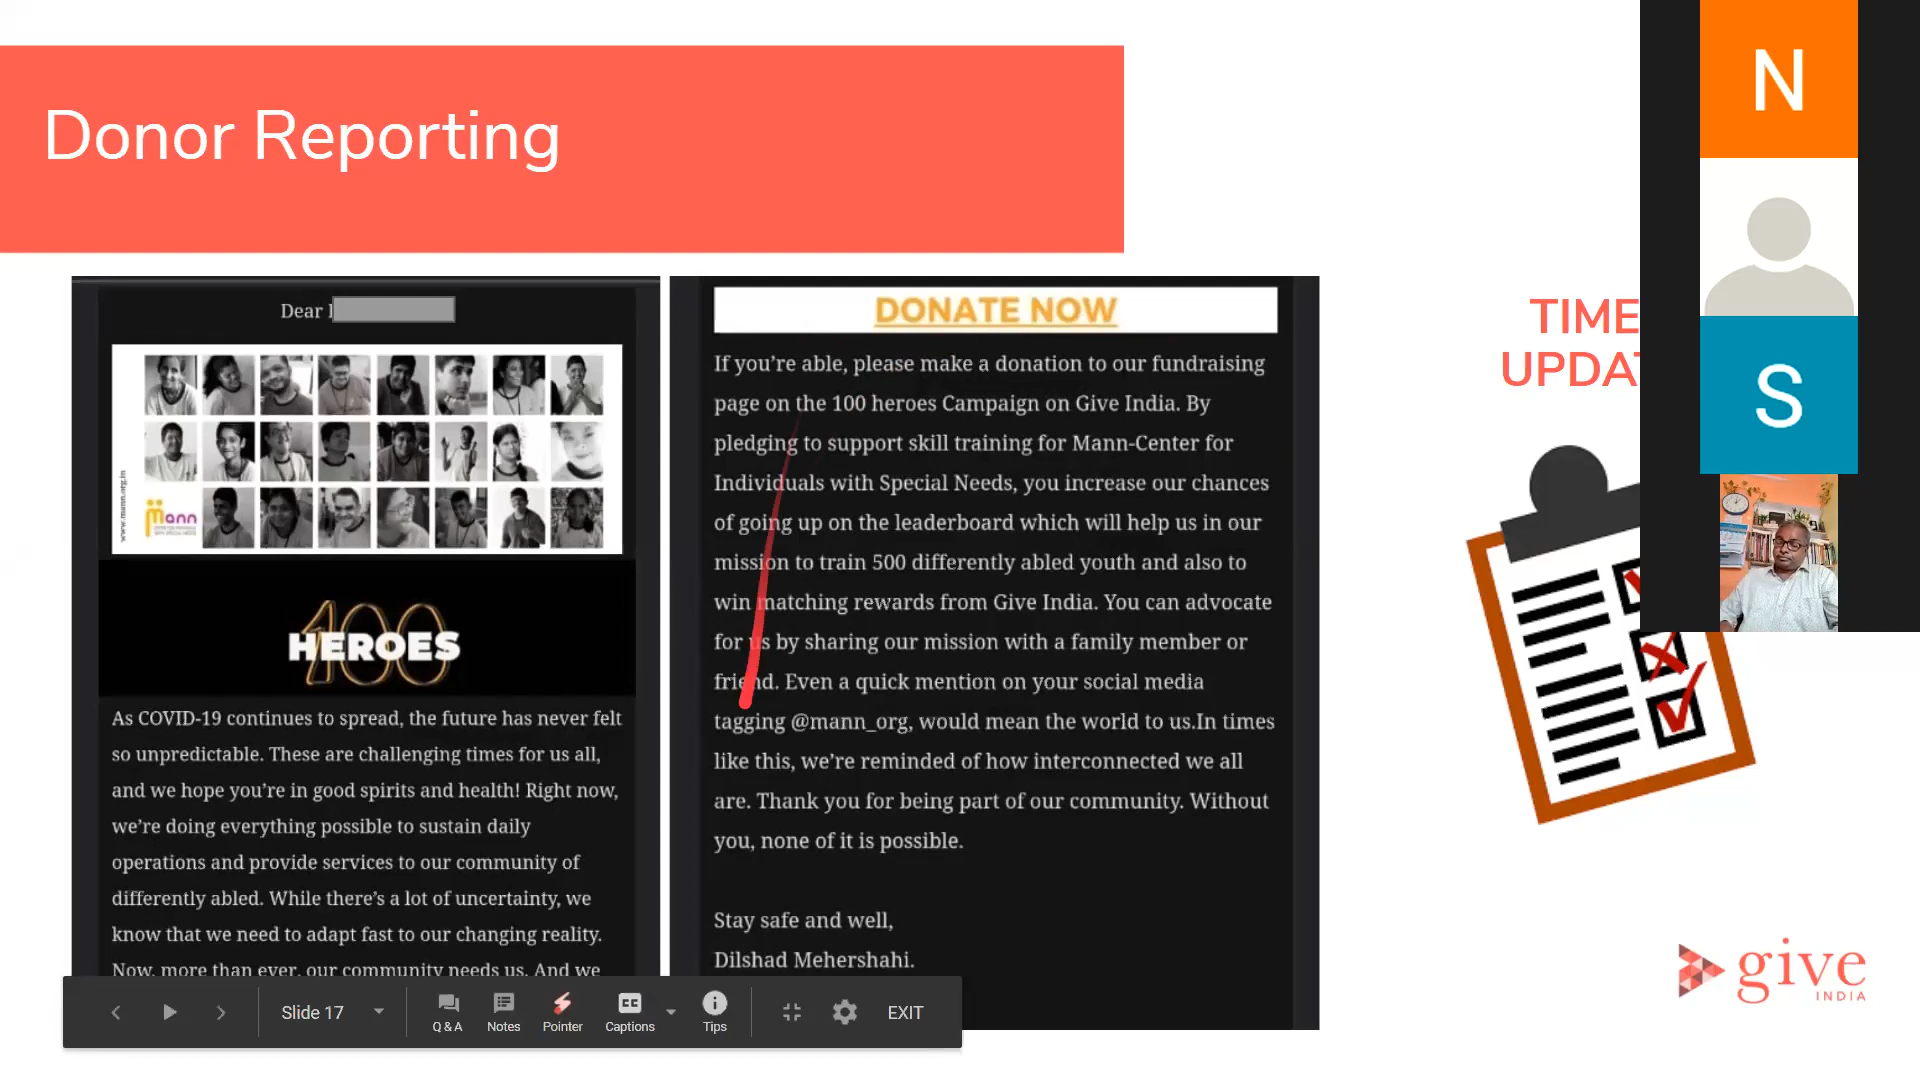 Donor Reporting
Dear
www.mann.org.in
mann
100
HEROES
As COVID-19 continues to spread, the future has never felt
so unpredictable. These are challenging times for us all,
and we hope you’re in good spirits and health! Right now,
we’re doing everything possible to sustain daily
operations and provide services to our community of
differently abled. While there’s a lot of uncertainty, we
know that we need to adapt fast to our changing reality.
Now, more than ever, our community needs us. And we
DONATE NOW
If you’re able, please make a donation to our fundraising
page on the 100 heroes Campaign on Give India. By
pledging to support skill training for Mann-Center for
Individuals with Special Needs, you increase our chances
of going up on the leaderboard which will help us in our
mission to train 500 differently abled youth and also to
win matching rewards from Give India. You can advocate
for us by sharing our mission with a family member or
friend. Even a quick mention on your social media
tagging @mann_org, would mean the world to us.In times
like this, we’re reminded of how interconnected we all
are. Thank you for being part of our community. Without
you, none of it is possible.
Stay safe and well,
Dilshad Mehershahi.
TIME
UPDA
N
S
give
INDIA
Slide 17
Q & A
Notes
Pointer
CC
Captions
Tips
EXIT